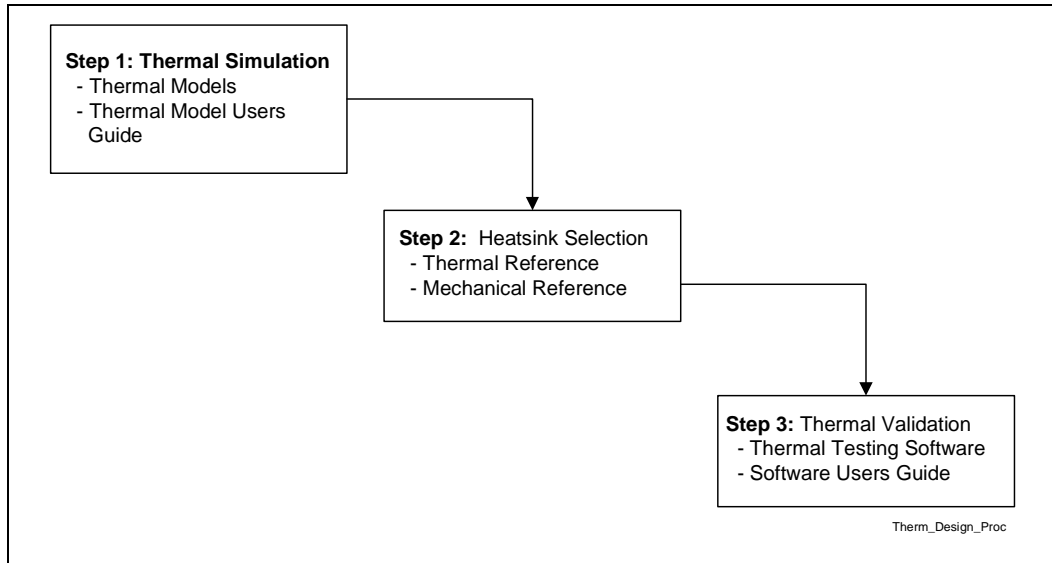 Step 1: Thermal Simulation
- Thermal Models
- Thermal Model Users
Guide
Step 2: Heatsink Selection
- Thermal Reference
- Mechanical Reference
Step 3: Thermal Validation
- Thermal Testing Software
- Software Users Guide
Therm_Design_Proc